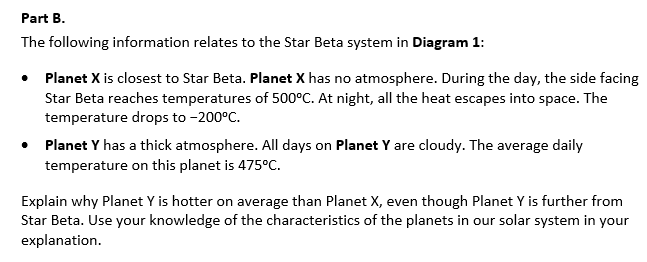 Part B.
The following information relates to the Star Beta system in Diagram 1:
• Planet X is closest to Star Beta. Planet X has no atmosphere. During the day, the side facing
Star Beta reaches temperatures of 500°C. At night, all the heat escapes into space. The
temperature drops to −200°C.
• Planet Y has a thick atmosphere. All days on Planet Y are cloudy. The average daily
temperature on this planet is 475°C.
Explain why Planet Y is hotter on average than Planet X, even though Planet Y is further from
Star Beta. Use your knowledge of the characteristics of the planets in our solar system in your
explanation.